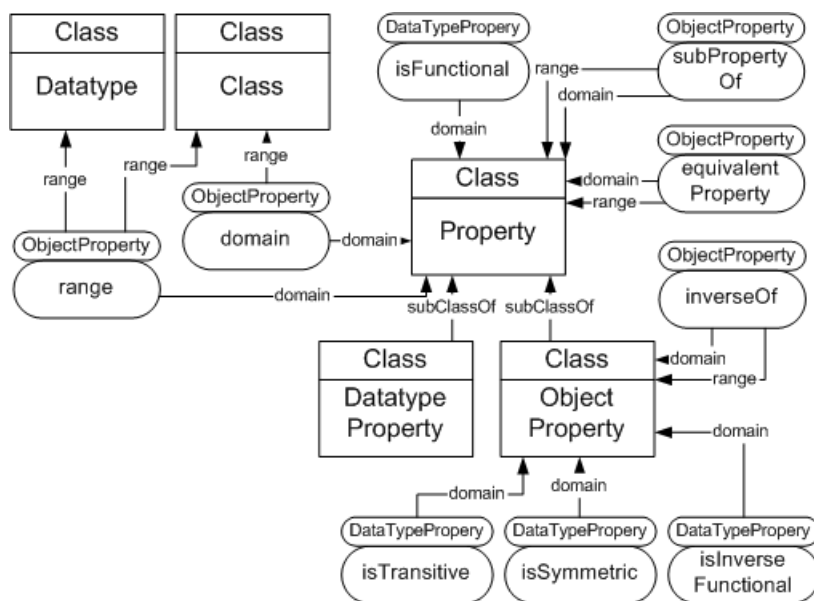 Class
Datatype
Class
Class
DataTypePropery
isFunctional
ObjectProperty
subProperty
Of
range
domain
domain
range
range
range
ObjectProperty
equivalent
Property
domain
range
Class
Property
ObjectProperty
domain
domain
ObjectProperty
range
domain
ObjectProperty
inverseOf
subClassOf
subClassOf
domain
range
Class
Datatype
Property
Class
Object
Property
domain
domain
domain
DataTypePropery
isTransitive
DataTypePropery
isSymmetric
DataTypePropery
isInverse
Functional